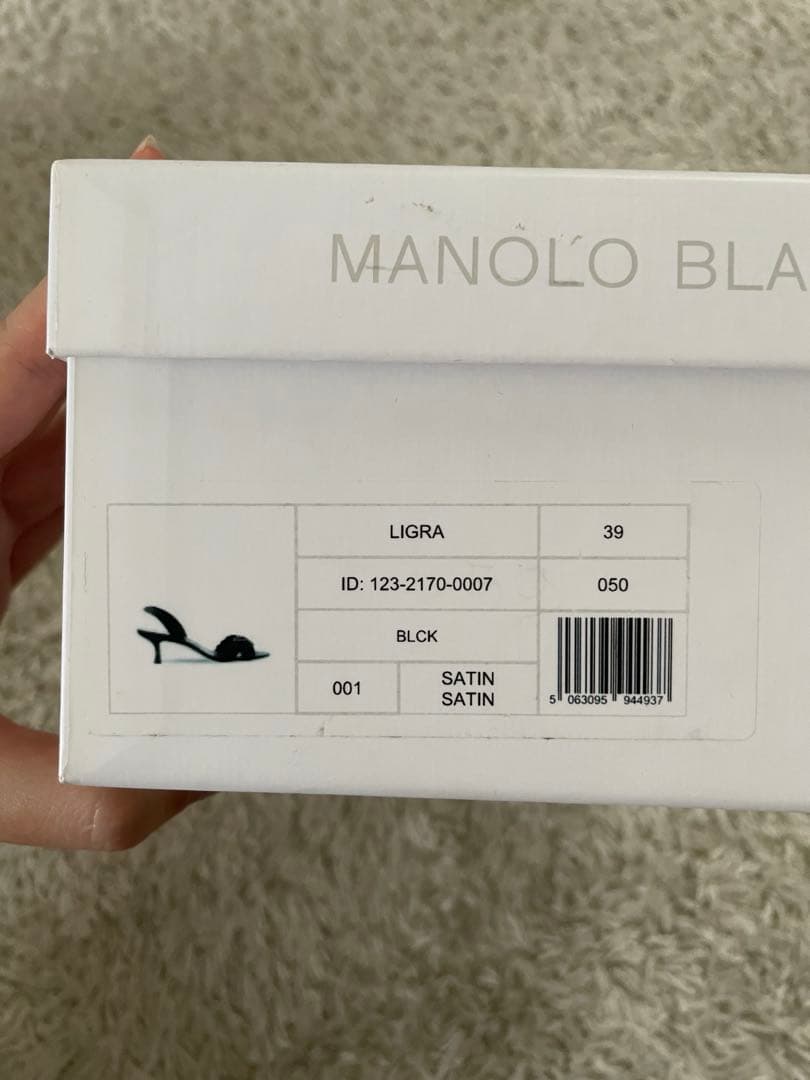 MANOLO BLA
LIGRA 39
ID: 123-2170-0007 050
BLCK
001 SATIN
SATIN
5 063095 944937